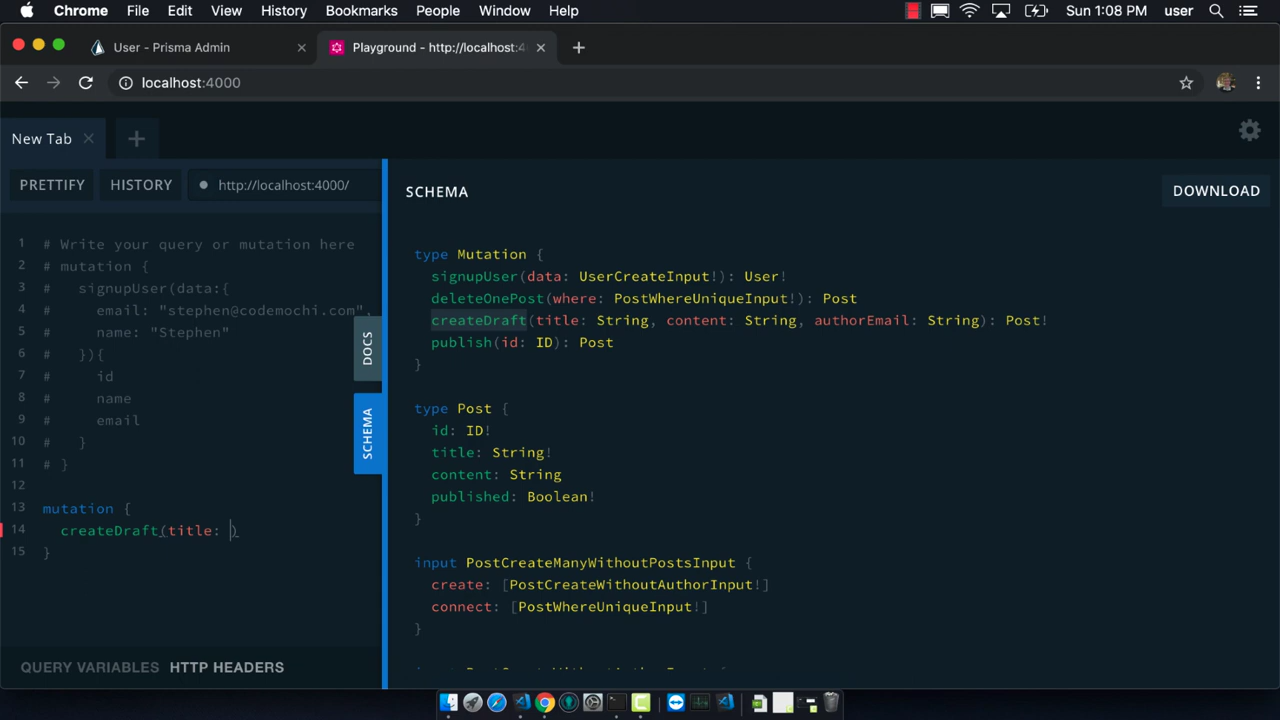 Chrome File Edit View History Bookmarks People Window Help Sun 1:08 PM user
User - Prisma Admin Playground - http://localhost:4
localhost:4000
New Tab
PRETTIFY HISTORY http://localhost:4000/
1 # Write your query or mutation here
2 # mutation {
3 #   signupUser(data:{
4 #     email: "stephen@codemochi.com",
5 #     name: "Stephen"
6 #   }){
7 #     id
8 #     name
9 #     email
10 #   }
11 # }
12
13 mutation {
14   createDraft(title: )
15 }
QUERY VARIABLES HTTP HEADERS
DOCS
SCHEMA
SCHEMA DOWNLOAD
type Mutation {
  signupUser(data: UserCreateInput!): User!
  deleteOnePost(where: PostWhereUniqueInput!): Post
  createDraft(title: String, content: String, authorEmail: String): Post!
  publish(id: ID): Post
}
type Post {
  id: ID!
  title: String!
  content: String
  published: Boolean!
}
input PostCreateManyWithoutPostsInput {
  create: [PostCreateWithoutAuthorInput!]
  connect: [PostWhereUniqueInput!]
}